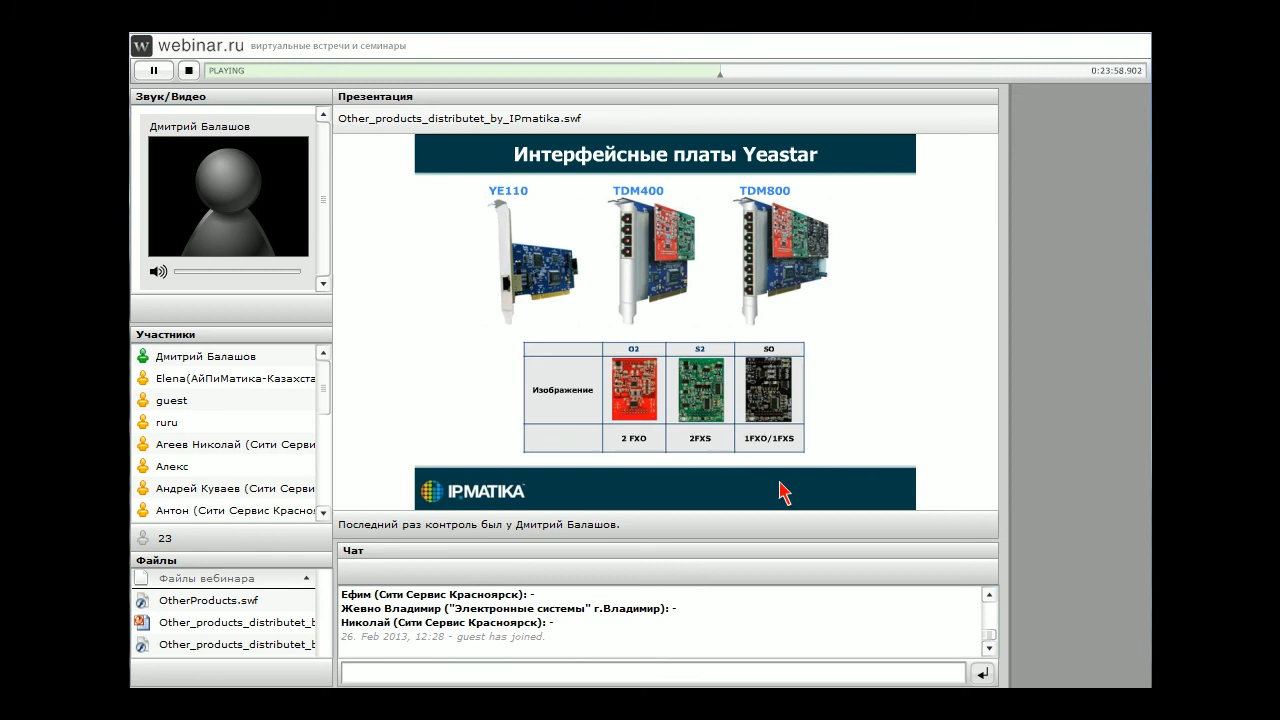 w webinar.ru виртуальные встречи и семинары
PLAYING 0:23:58.902
Звук/Видео
Дмитрий Балашов
Участники
Дмитрий Балашов
Elena(АйПиМатика-Казахста
guest
ruru
Агеев Николай (Сити Серви
Алекс
Андрей Куваев (Сити Серви
Антон (Сити Сервис Красно
23
Файлы
Файлы вебинара
OtherProducts.swf
Other_products_distributet_b
Other_products_distributet_b
Презентация
Other_products_distributet_by_IPmatika.swf
Интерфейсные платы Yeastar
YE110 TDM400 TDM800
O2 S2 SO
Изображение
2 FXO 2FXS 1FXO/1FXS
IPMATIKA
Последний раз контроль был у Дмитрий Балашов.
Чат
Ефим (Сити Сервис Красноярск): -
Жевно Владимир ("Электронные системы" г.Владимир): -
Николай (Сити Сервис Красноярск): -
26. Feb 2013, 12:28 - guest has joined.